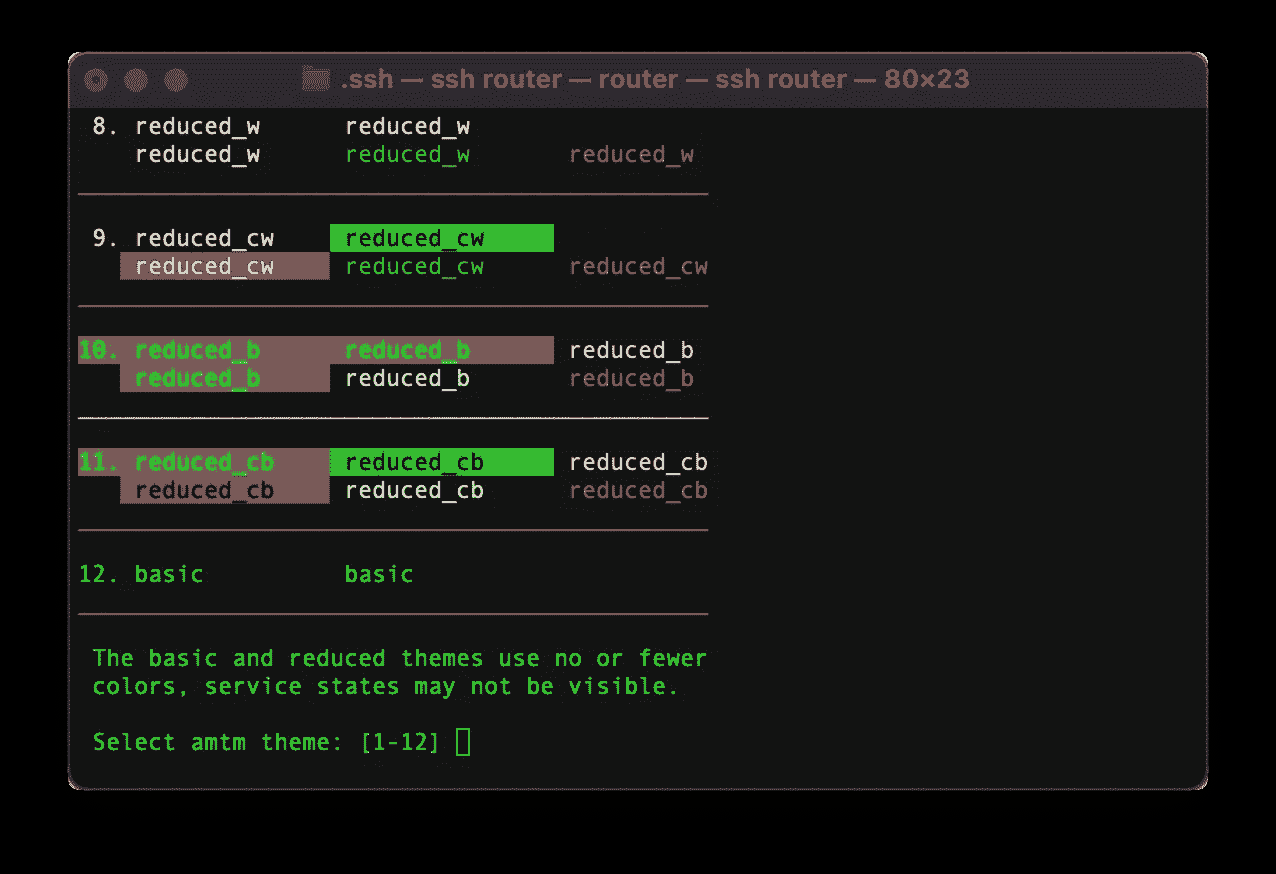 .ssh — ssh router — router — ssh router — 80×23
8. reduced_w reduced_w
reduced_w reduced_w reduced_w
9. reduced_cw reduced_cw
reduced_cw reduced_cw reduced_cw
10. reduced_b reduced_b reduced_b
reduced_b reduced_b reduced_b
11. reduced_cb reduced_cb reduced_cb
reduced_cb reduced_cb reduced_cb
12. basic basic
The basic and reduced themes use no or fewer
colors, service states may not be visible.
Select amtm theme: [1-12]